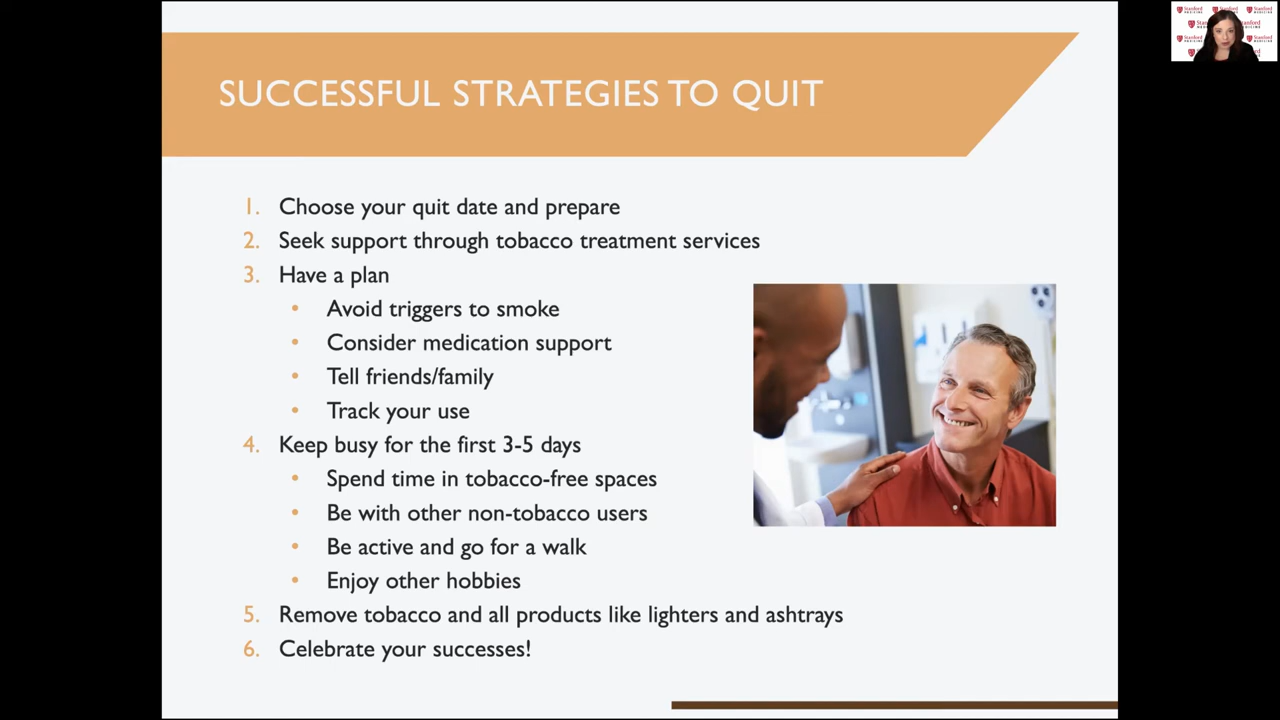 SUCCESSFUL STRATEGIES TO QUIT
1. Choose your quit date and prepare
2. Seek support through tobacco treatment services
3. Have a plan
• Avoid triggers to smoke
• Consider medication support
• Tell friends/family
• Track your use
4. Keep busy for the first 3-5 days
• Spend time in tobacco-free spaces
• Be with other non-tobacco users
• Be active and go for a walk
• Enjoy other hobbies
5. Remove tobacco and all products like lighters and ashtrays
6. Celebrate your successes!
Stanford
MEDICINE